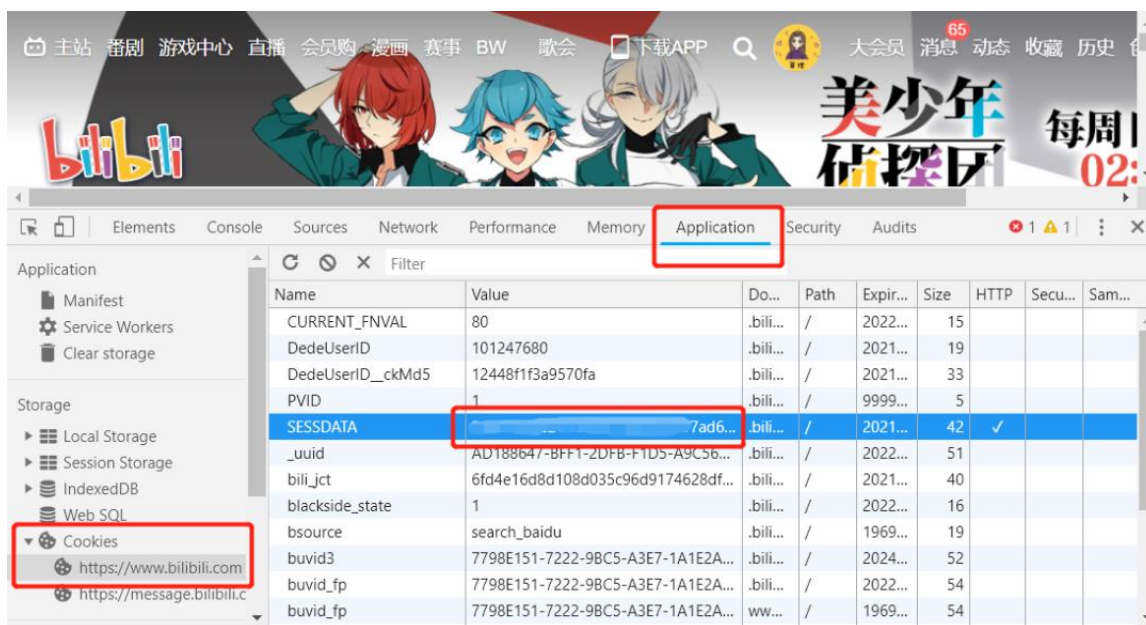 主站 番剧 游戏中心 直播 会员购 漫画 赛事 BW 歌会 下载APP 大会员 消息 65 动态 收藏 历史
bilibili
美少年
侦探团
每周
02:
Elements Console Sources Network Performance Memory Application Security Audits 1 1
Application
Filter
Manifest
Service Workers
Clear storage
Storage
Local Storage
Session Storage
IndexedDB
Web SQL
Cookies
https://www.bilibili.com
https://message.bilibili.c
Name Value Do... Path Expir... Size HTTP Secu... Sam...
CURRENT_FNVAL 80 .bili... / 2022... 15
DedeUserID 101247680 .bili... / 2021... 19
DedeUserID__ckMd5 12448f1f3a9570fa .bili... / 2021... 33
PVID 1 .bili... / 9999... 5
SESSDATA 7ad6... .bili... / 2021... 42 ✓
_uuid AD188647-BFF1-2DFB-F1D5-A9C56... .bili... / 2022... 51
bili_jct 6fd4e16d8d108d035c96d9174628df... .bili... / 2021... 40
blackside_state 1 .bili... / 2022... 16
bsource search_baidu .bili... / 1969... 19
buvid3 7798E151-7222-9BC5-A3E7-1A1E2A... .bili... / 2024... 52
buvid_fp 7798E151-7222-9BC5-A3E7-1A1E2A... .bili... / 2022... 54
buvid_fp 7798E151-7222-9BC5-A3E7-1A1E2A... ww... / 1969... 54